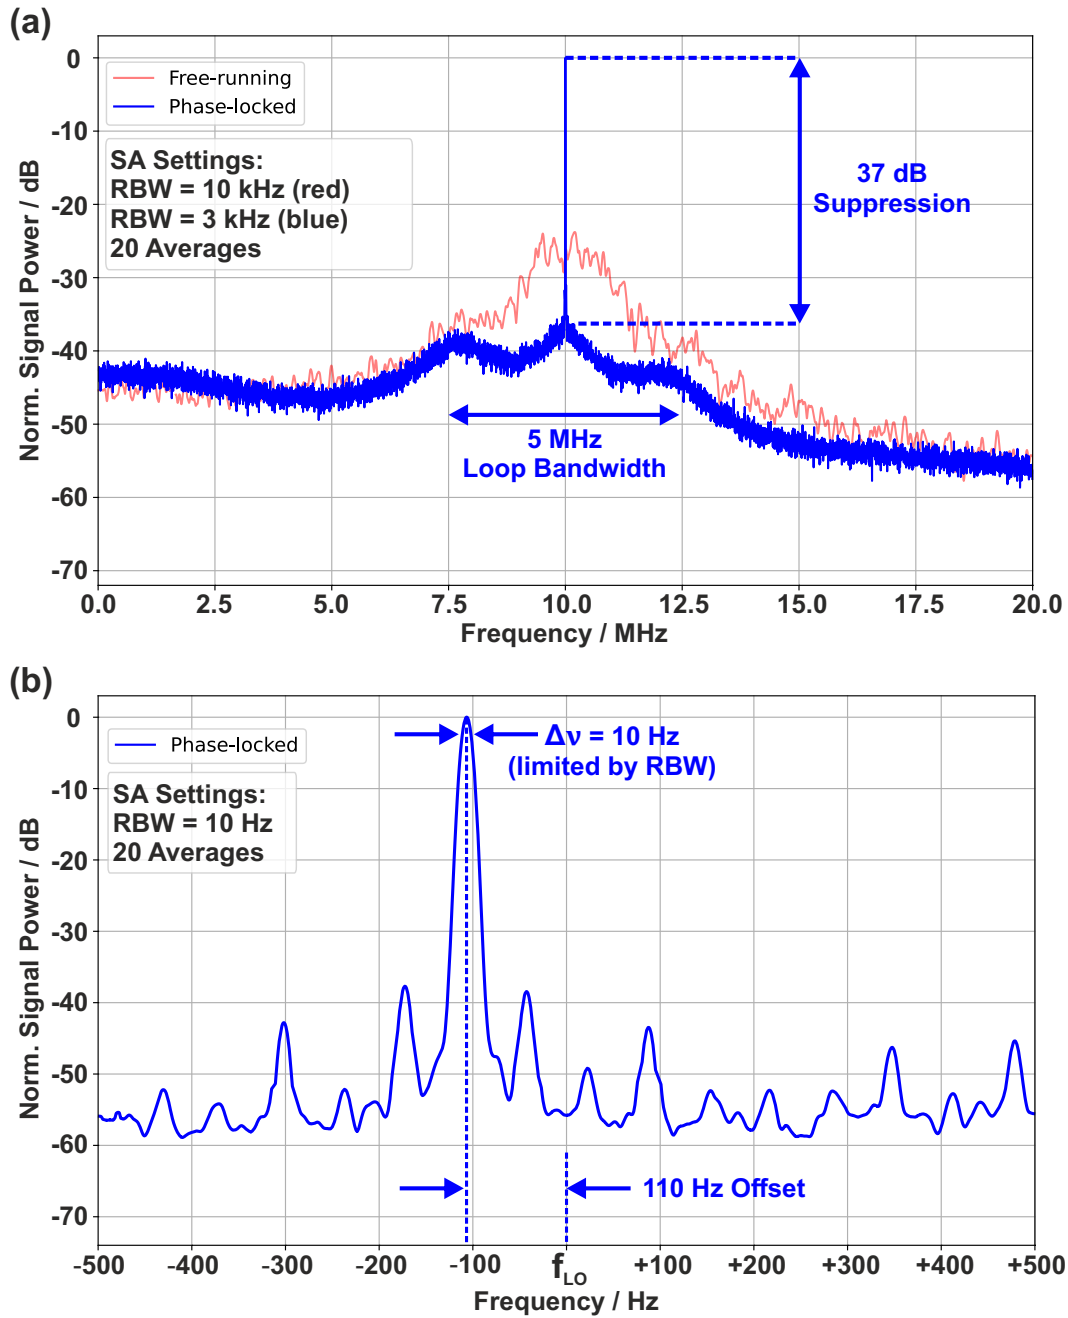 (a)
0
-10
-20
-30
-40
-50
-60
-70
Norm. Signal Power / dB
Free-running
Phase-locked
SA Settings:
RBW = 10 kHz (red)
RBW = 3 kHz (blue)
20 Averages
37 dB
Suppression
5 MHz
Loop Bandwidth
0.0 2.5 5.0 7.5 10.0 12.5 15.0 17.5 20.0
Frequency / MHz
(b)
0
-10
-20
-30
-40
-50
-60
-70
Norm. Signal Power / dB
Phase-locked
SA Settings:
RBW = 10 Hz
20 Averages
Δν = 10 Hz
(limited by RBW)
110 Hz Offset
-500 -400 -300 -200 -100 fLO +100 +200 +300 +400 +500
Frequency / Hz